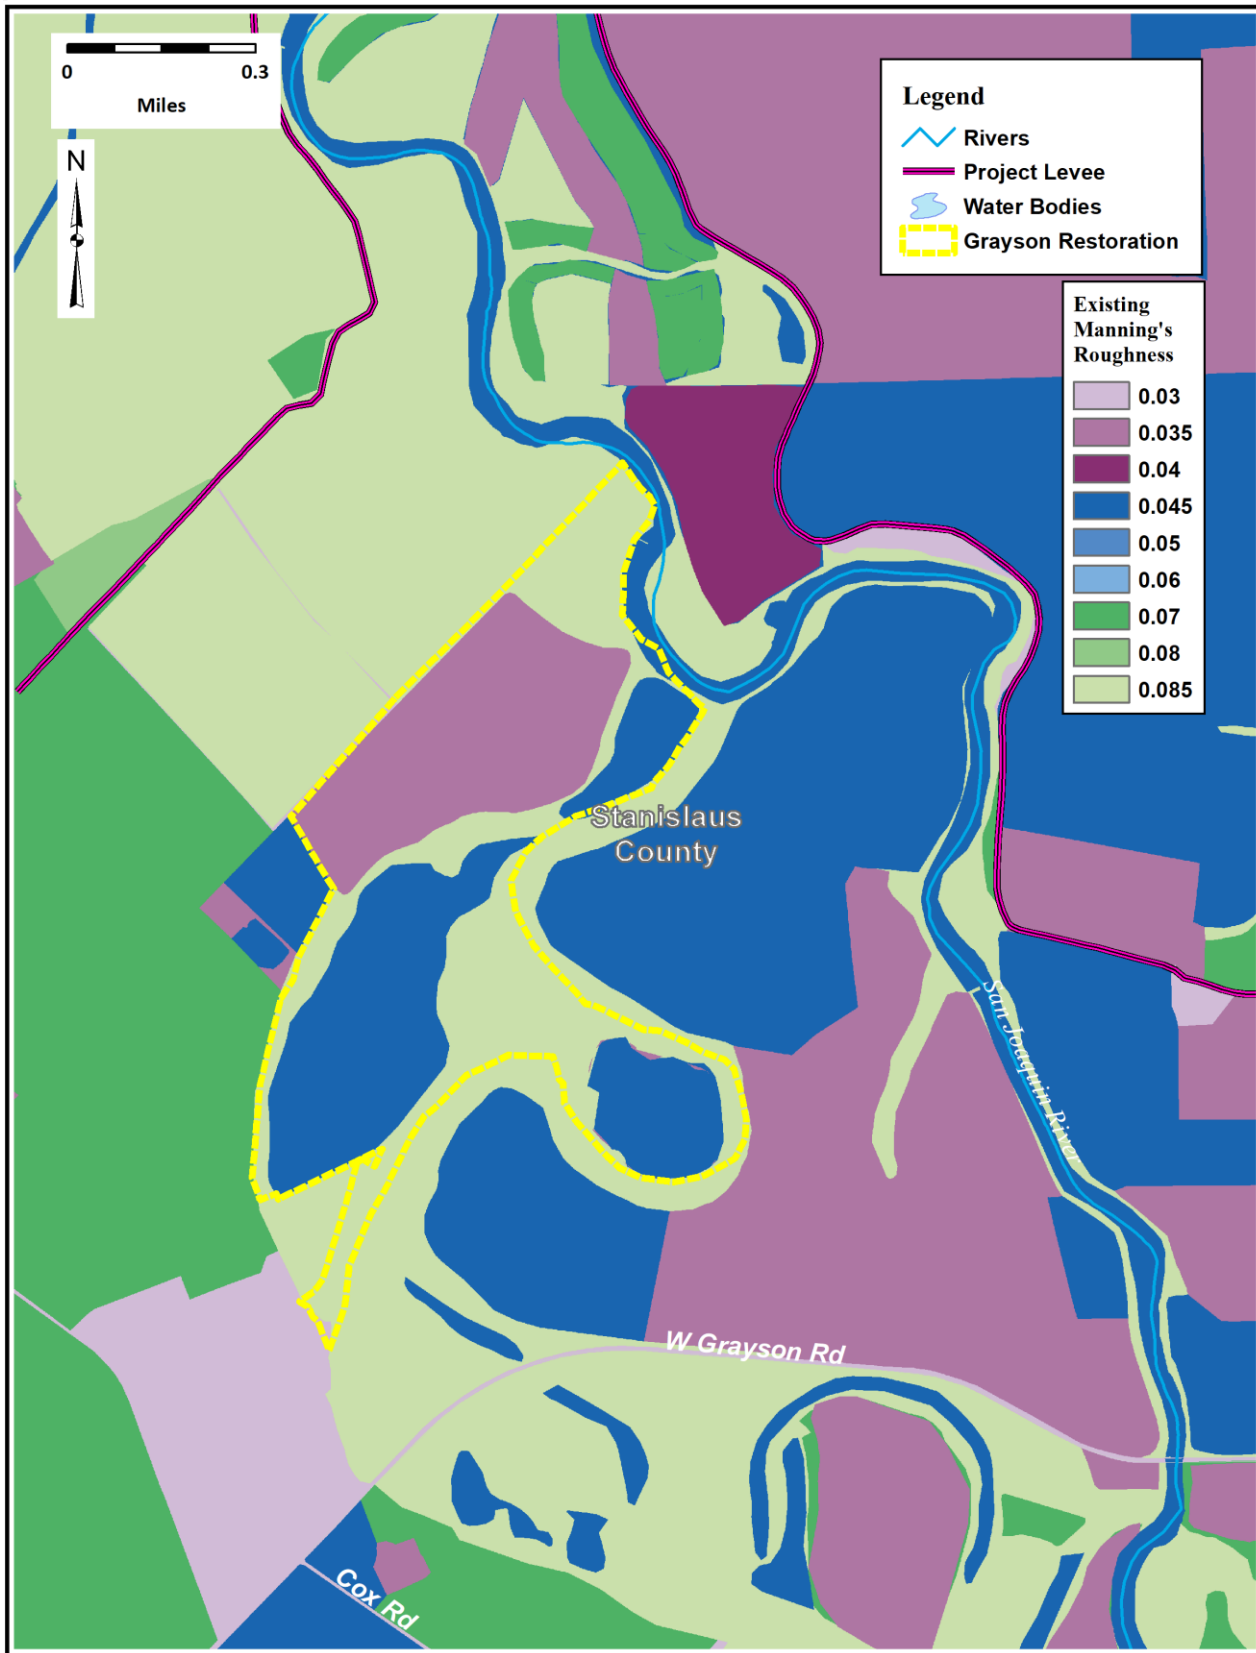 0 0.3
Miles
N
Legend
Rivers
Project Levee
Water Bodies
Grayson Restoration
Existing
Manning's
Roughness
0.03
0.035
0.04
0.045
0.05
0.06
0.07
0.08
0.085
Stanislaus
County
San Joaquin River
W Grayson Rd
Cox Rd